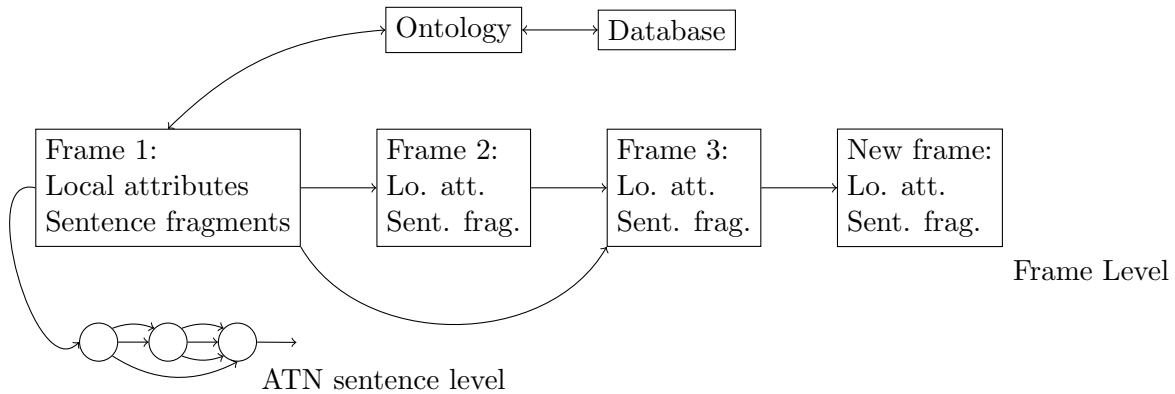 Ontology
Database
Frame 1:
Local attributes
Sentence fragments
Frame 2:
Lo. att.
Sent. frag.
Frame 3:
Lo. att.
Sent. frag.
New frame:
Lo. att.
Sent. frag.
Frame Level
ATN sentence level